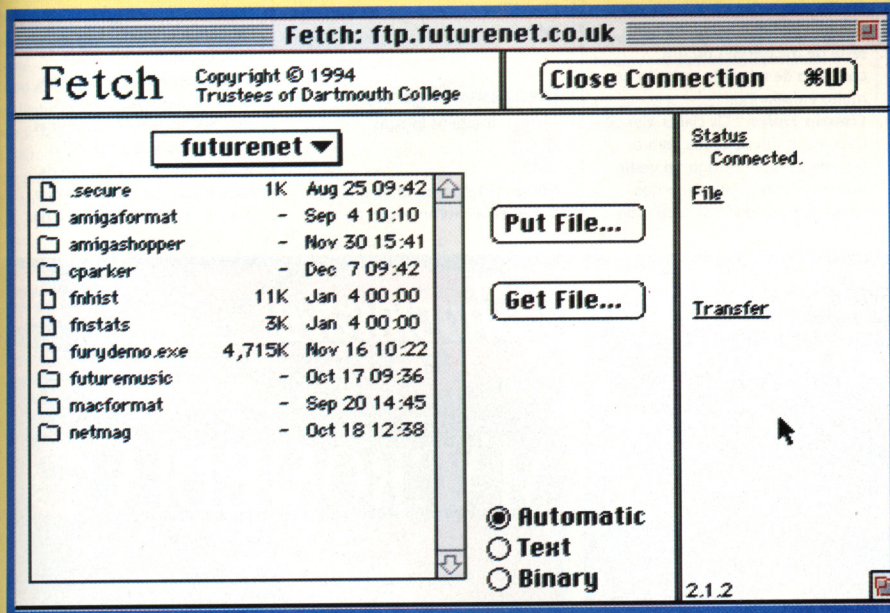 Fetch: ftp.futurenet.co.uk
Fetch
Copyright © 1994
Trustees of Dartmouth College
Close Connection ⌘W
futurenet
.secure 1K Aug 25 09:42
amigaformat - Sep 4 10:10
amigashopper - Nov 30 15:41
cparker - Dec 7 09:42
fnhist 11K Jan 4 00:00
fnstats 3K Jan 4 00:00
furydemo.exe 4,715K Nov 16 10:22
futuremusic - Oct 17 09:36
macformat - Sep 20 14:45
netmag - Oct 18 12:38
Put File...
Get File...
Automatic
Text
Binary
Status
Connected.
File
Transfer
2.1.2